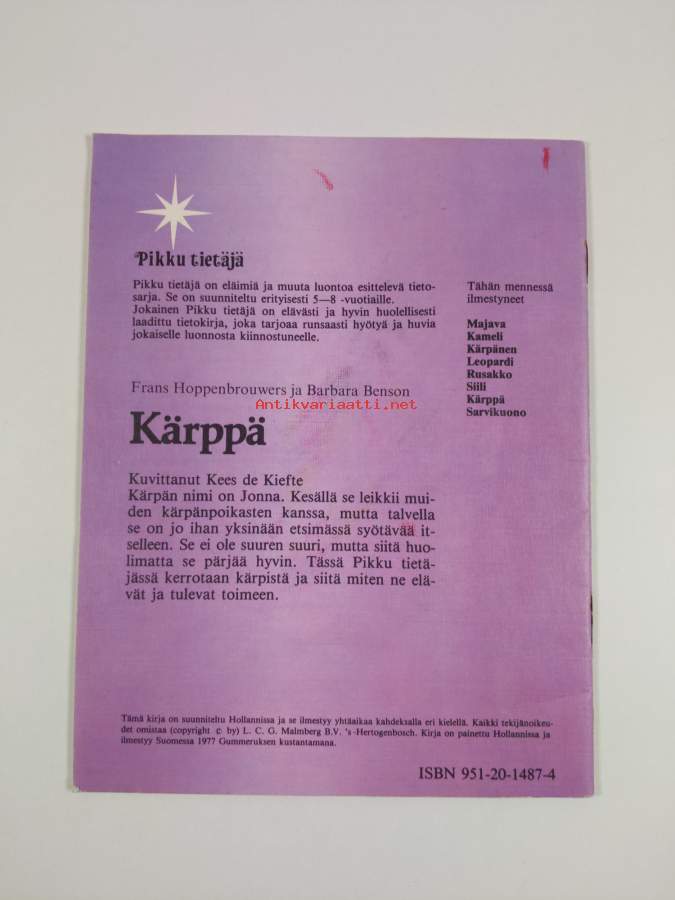 Pikku tietäjä
Pikku tietäjä on eläimiä ja muuta luontoa esittelevä tieto-
sarja. Se on suunniteltu erityisesti 5—8 -vuotiaille.
Jokainen Pikku tietäjä on elävästi ja hyvin huolellisesti
laadittu tietokirja, joka tarjoaa runsaasti hyötyä ja huvia
jokaiselle luonnosta kiinnostuneelle.
Tähän mennessä
ilmestyneet
Majava
Kameli
Kärpänen
Leopardi
Rusakko
Siili
Kärppä
Sarvikuono
Frans Hoppenbrouwers ja Barbara Benson
Antikvariaatti.net
Kärppä
Kuvittanut Kees de Kiefte
Kärpän nimi on Jonna. Kesällä se leikkii mui-
den kärpänpoikasten kanssa, mutta talvella
se on jo ihan yksinään etsimässä syötävää it-
selleen. Se ei ole suuren suuri, mutta siitä huo-
limatta se pärjää hyvin. Tässä Pikku tietä-
jässä kerrotaan kärpistä ja siitä miten ne elä-
vät ja tulevat toimeen.
Tämä kirja on suunniteltu Hollannissa ja se ilmestyy yhtäaikaa kahdeksalla eri kielellä. Kaikki tekijänoikeu-
det omistaa (copyright © by) L. C. G. Malmberg B.V. 's-Hertogenbosch. Kirja on painettu Hollannissa ja
ilmestyy Suomessa 1977 Gummeruksen kustantamana.
ISBN 951-20-1487-4